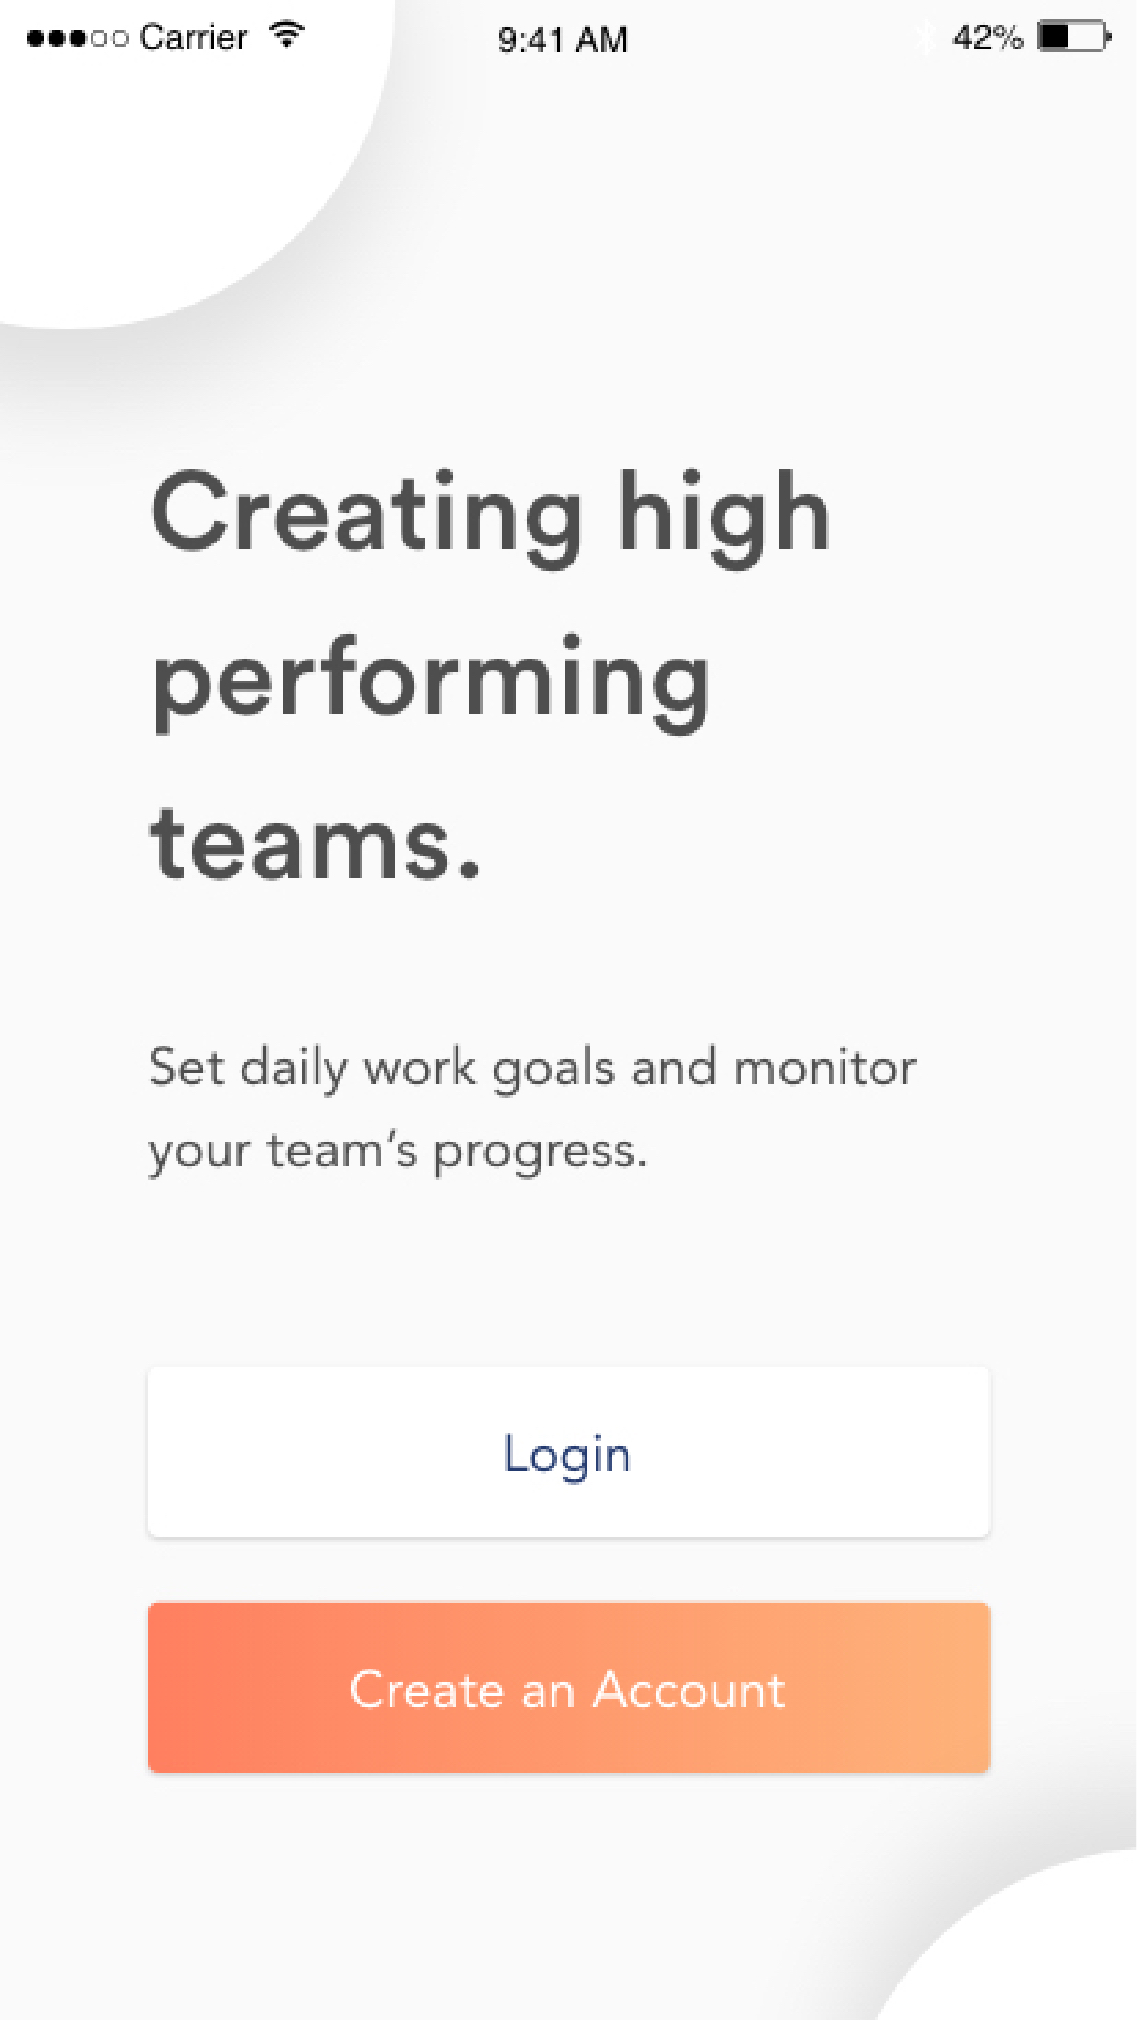 Carrier 9:41 AM 42%
Creating high
performing
teams.
Set daily work goals and monitor
your team’s progress.
Login
Create an Account